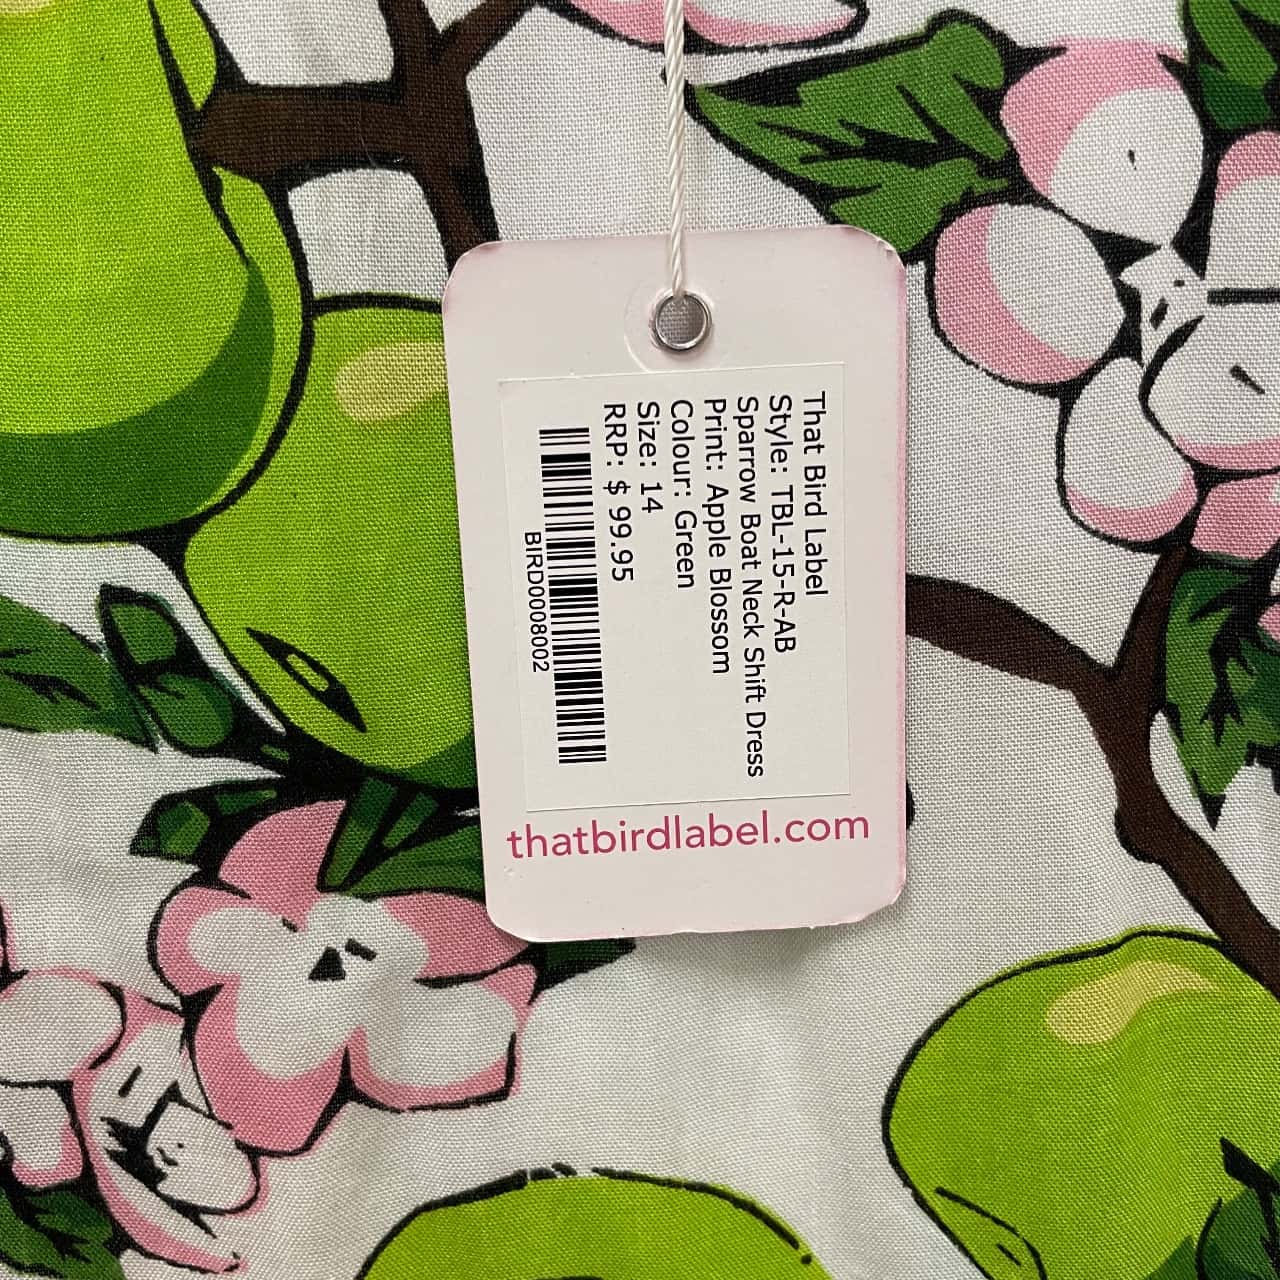 That Bird Label
Style: TBL-15-R-AB
Sparrow Boat Neck Shift Dress
Print: Apple Blossom
Colour: Green
Size: 14
RRP: $ 99.95
BIRD0008002
thatbirdlabel.com